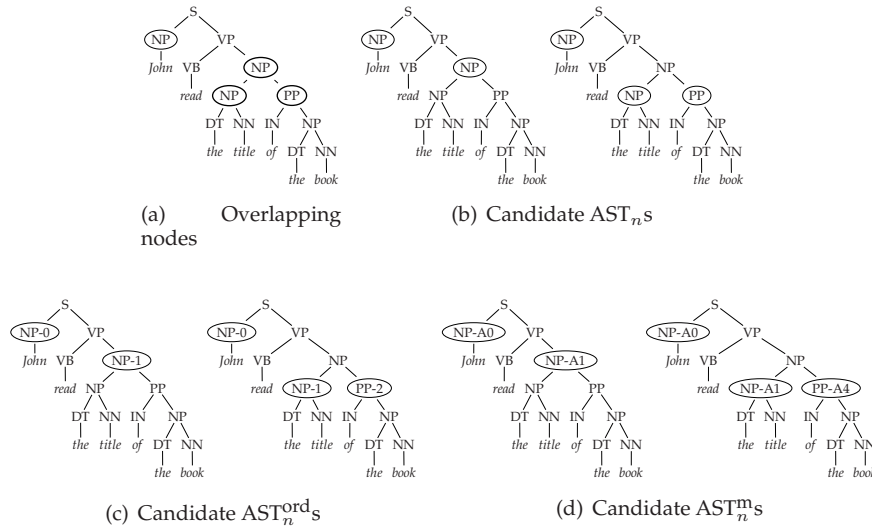 S S S
NP VP NP VP NP VP
John VB NP John VB NP John VB NP
read NP PP read NP PP read NP PP
DT NN IN NP DT NN IN NP DT NN IN NP
the title of DT NN the title of DT NN the title of DT NN
the book the book the book
(a) Overlapping
nodes
(b) Candidate ASTₙs
S S S S
NP-0 VP NP-0 VP NP-A0 VP NP-A0 VP
John VB NP-1 John VB NP John VB NP-A1 John VB NP
read NP PP read NP-1 PP-2 read NP PP read NP-A1 PP-A4
DT NN IN NP DT NN IN NP DT NN IN NP DT NN IN NP
the title of DT NN the title of DT NN the title of DT NN the title of DT NN
the book the book the book the book
(c) Candidate ASTₙᵒʳᵈs
(d) Candidate ASTₙᵐs